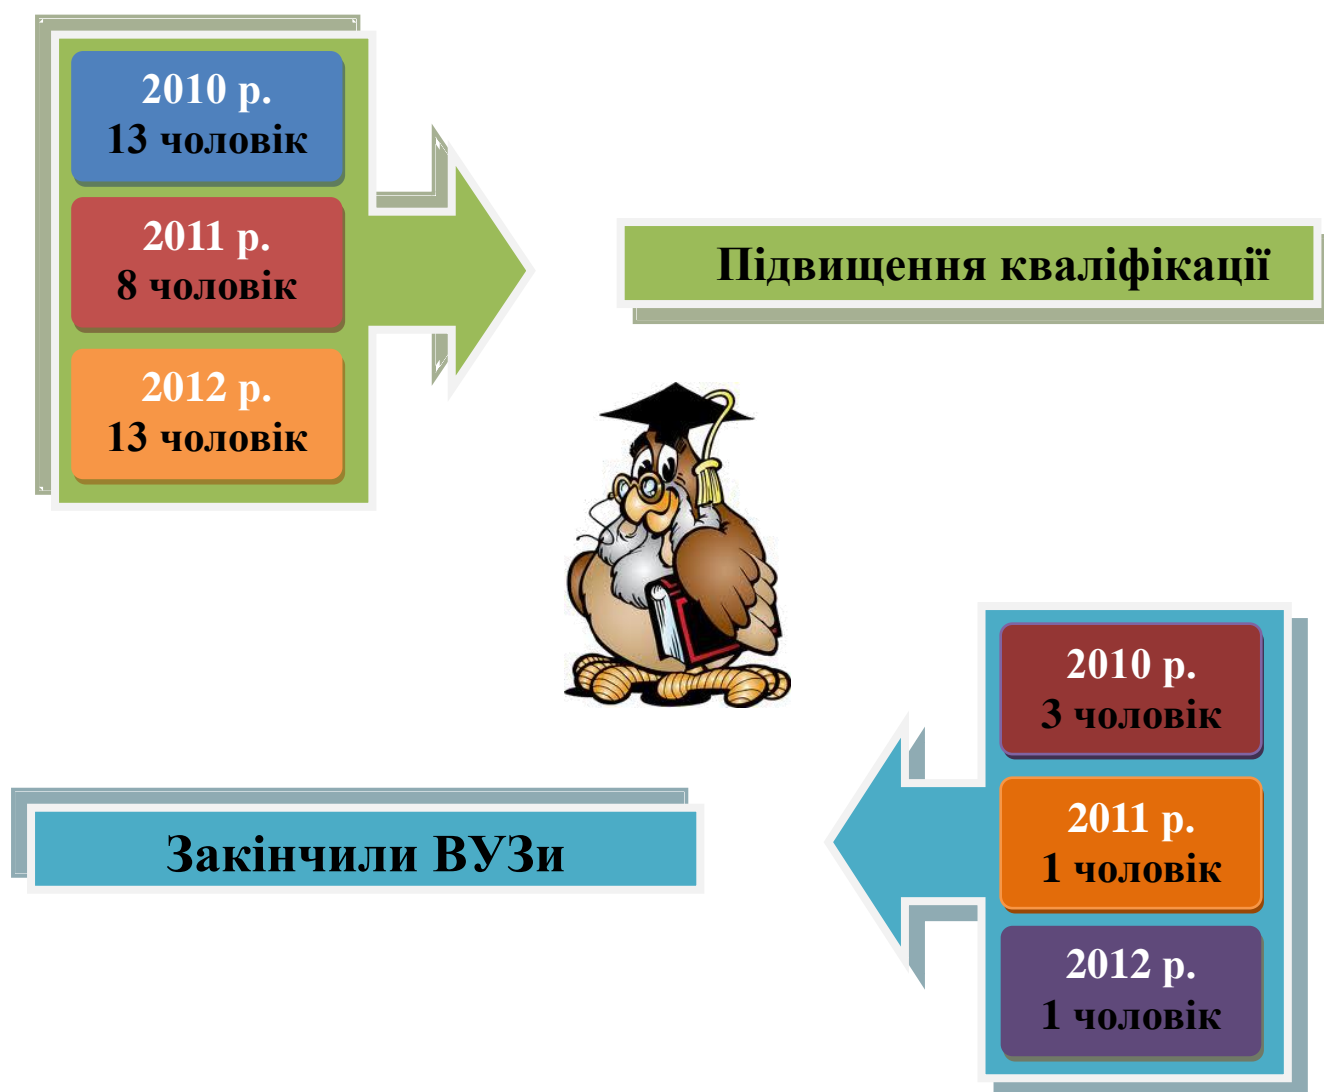 2010 р.
13 чоловік
2011 р.
8 чоловік
2012 р.
13 чоловік
Підвищення кваліфікації
Закінчили ВУЗи
2010 р.
3 чоловік
2011 р.
1 чоловік
2012 р.
1 чоловік